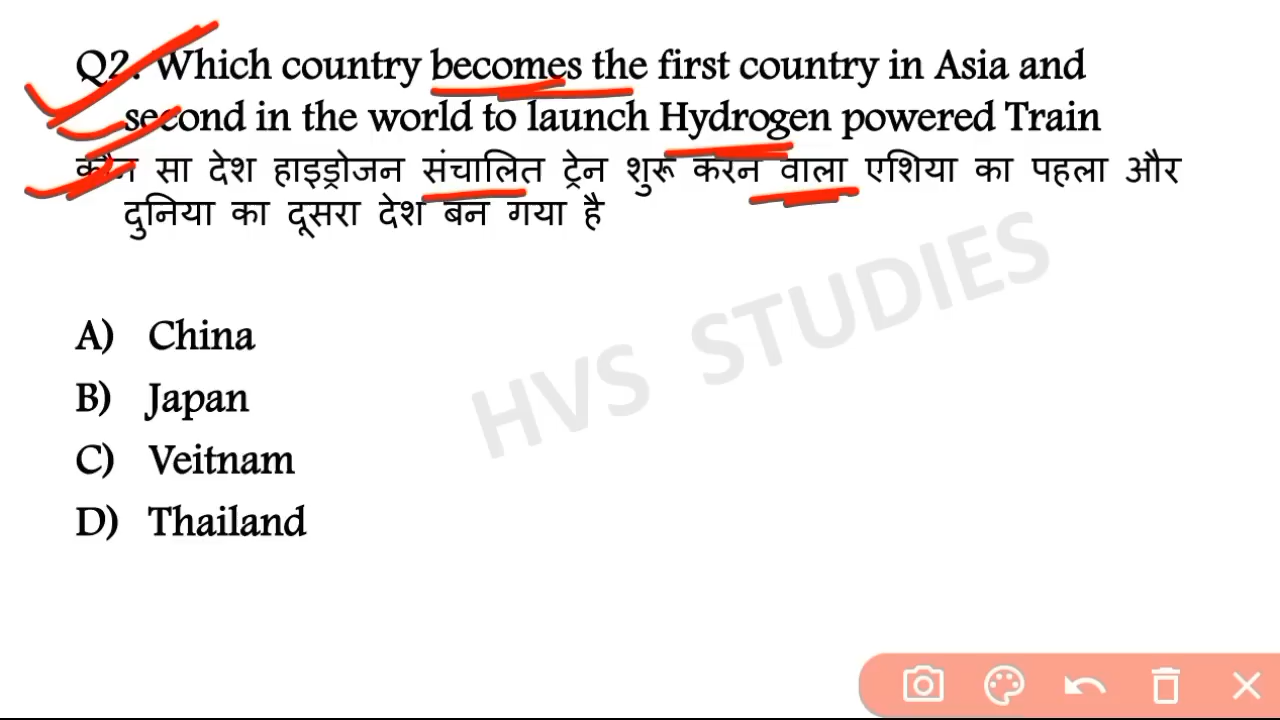 Q2. Which country becomes the first country in Asia and
second in the world to launch Hydrogen powered Train
कौन सा देश हाइड्रोजन संचालित ट्रेन शुरू करने वाला एशिया का पहला और
दुनिया का दूसरा देश बन गया है
HVS STUDIES
A) China
B) Japan
C) Veitnam
D) Thailand